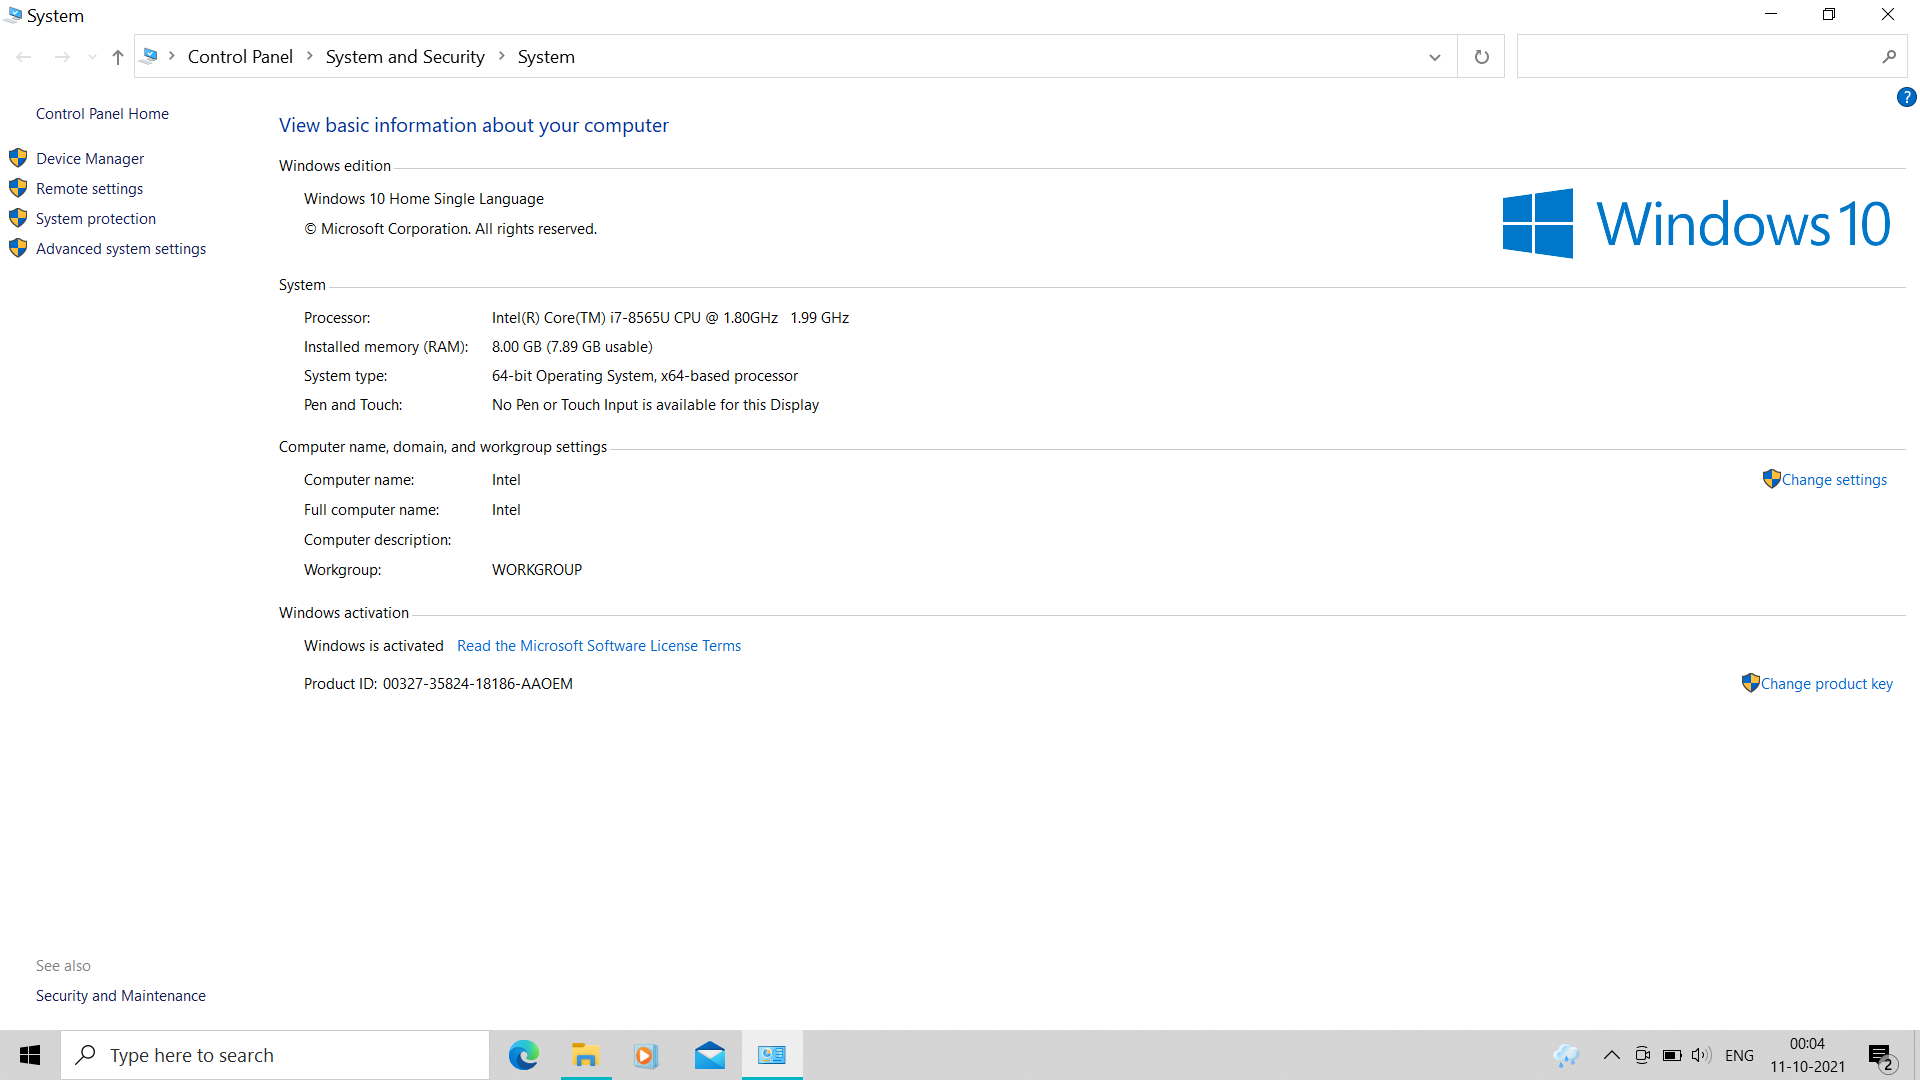 System
Control Panel > System and Security > System
?
Control Panel Home
Device Manager
Remote settings
System protection
Advanced system settings
View basic information about your computer
Windows edition
Windows 10 Home Single Language
© Microsoft Corporation. All rights reserved.
Windows 10
System
Processor: Intel(R) Core(TM) i7-8565U CPU @ 1.80GHz 1.99 GHz
Installed memory (RAM): 8.00 GB (7.89 GB usable)
System type: 64-bit Operating System, x64-based processor
Pen and Touch: No Pen or Touch Input is available for this Display
Computer name, domain, and workgroup settings
Computer name: Intel
Change settings
Full computer name: Intel
Computer description:
Workgroup: WORKGROUP
Windows activation
Windows is activated Read the Microsoft Software License Terms
Product ID: 00327-35824-18186-AAOEM
Change product key
See also
Security and Maintenance
Type here to search
ENG
00:04
11-10-2021
2